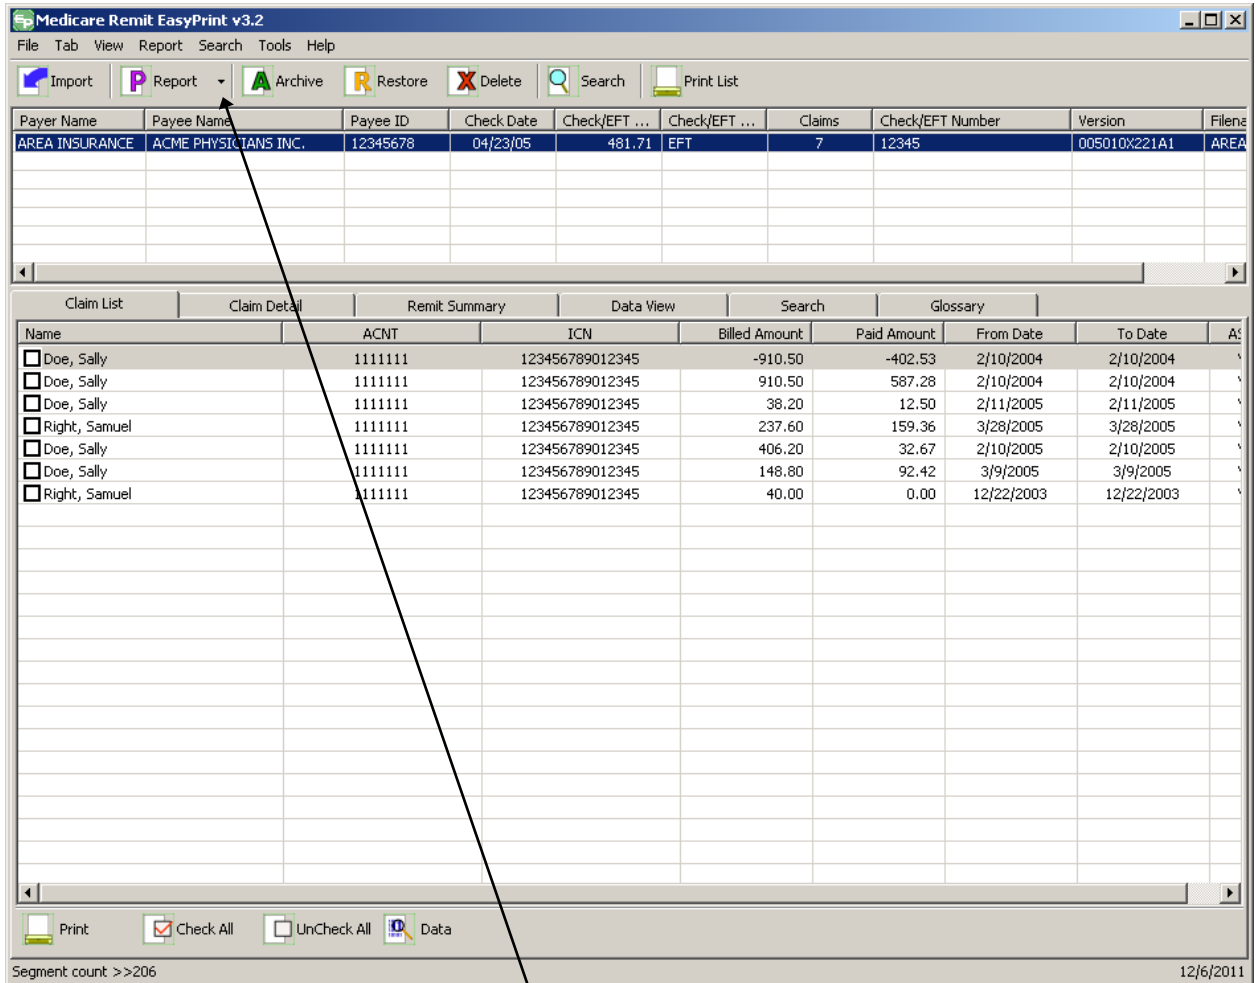 EP Medicare Remit EasyPrint v3.2
File Tab View Report Search Tools Help
Import P Report A Archive R Restore X Delete Search Print List
Payer Name Payee Name Payee ID Check Date Check/EFT ... Check/EFT ... Claims Check/EFT Number Version Filena
AREA INSURANCE ACME PHYSICIANS INC. 12345678 04/23/05 481.71 EFT 7 12345 005010X221A1 AREA
Claim List Claim Detail Remit Summary Data View Search Glossary
Name ACNT ICN Billed Amount Paid Amount From Date To Date AS
Doe, Sally 1111111 123456789012345 -910.50 -402.53 2/10/2004 2/10/2004
Doe, Sally 1111111 123456789012345 910.50 587.28 2/10/2004 2/10/2004
Doe, Sally 1111111 123456789012345 38.20 12.50 2/11/2005 2/11/2005
Right, Samuel 1111111 123456789012345 237.60 159.36 3/28/2005 3/28/2005
Doe, Sally 1111111 123456789012345 406.20 32.67 2/10/2005 2/10/2005
Doe, Sally 1111111 123456789012345 148.80 92.42 3/9/2005 3/9/2005
Right, Samuel 1111111 123456789012345 40.00 0.00 12/22/2003 12/22/2003
Print Check All UnCheck All Data
Segment count >>206 12/6/2011